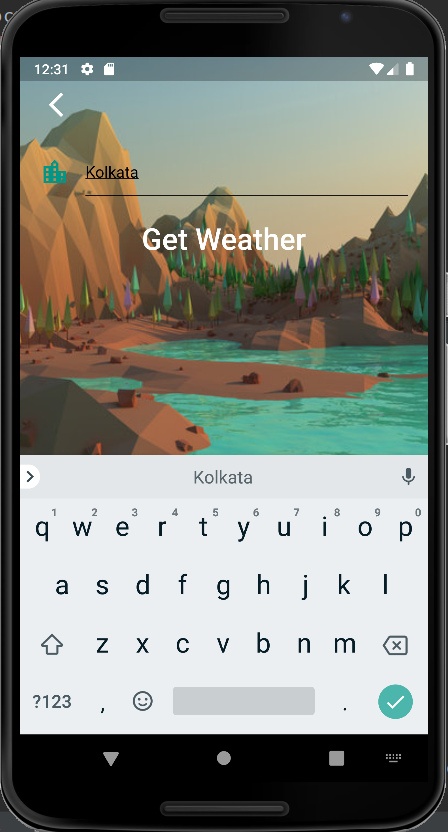 12:31
Kolkata
Get Weather
Kolkata
1 2 3 4 5 6 7 8 9 0
q w e r t y u i o p
a s d f g h j k l
z x c v b n m
?123 , .